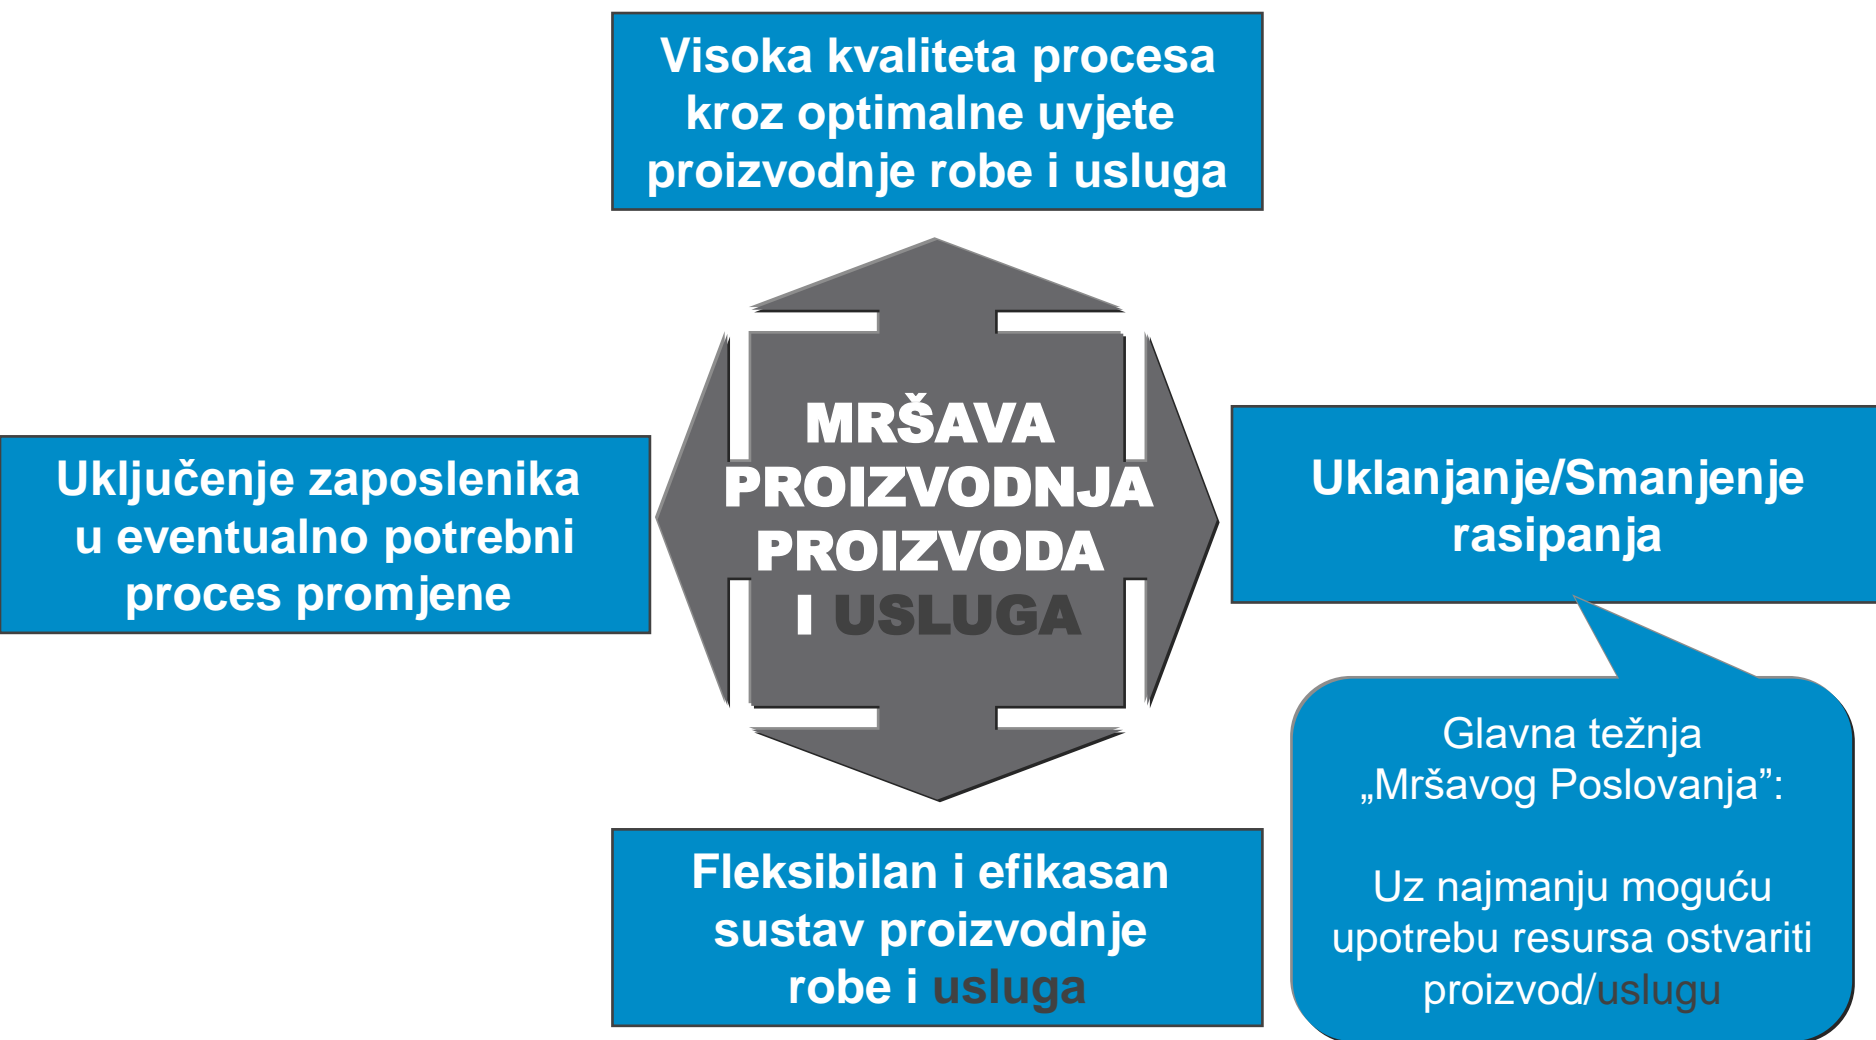 Visoka kvaliteta procesa
kroz optimalne uvjete
proizvodnje robe i usluga
Uključenje zaposlenika
u eventualno potrebni
proces promjene
MRŠAVA
PROIZVODNJA
PROIZVODA
I USLUGA
Uklanjanje/Smanjenje
rasipanja
Glavna težnja
„Mršavog Poslovanja”:
Uz najmanju moguću
upotrebu resursa ostvariti
proizvod/uslugu
Fleksibilan i efikasan
sustav proizvodnje
robe i usluga